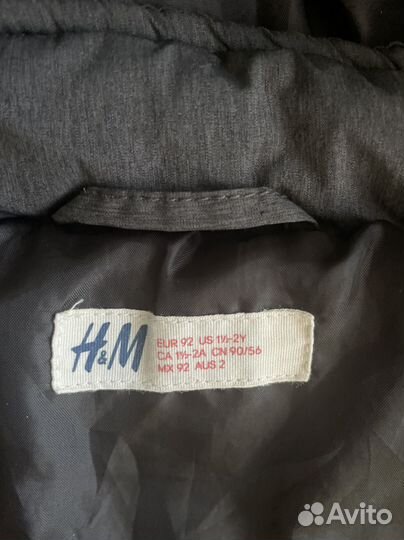 H&M
EUR 92 US 1½-2Y
CA 1½-2A CN 90/56
MX 92 AUS 2
Avito